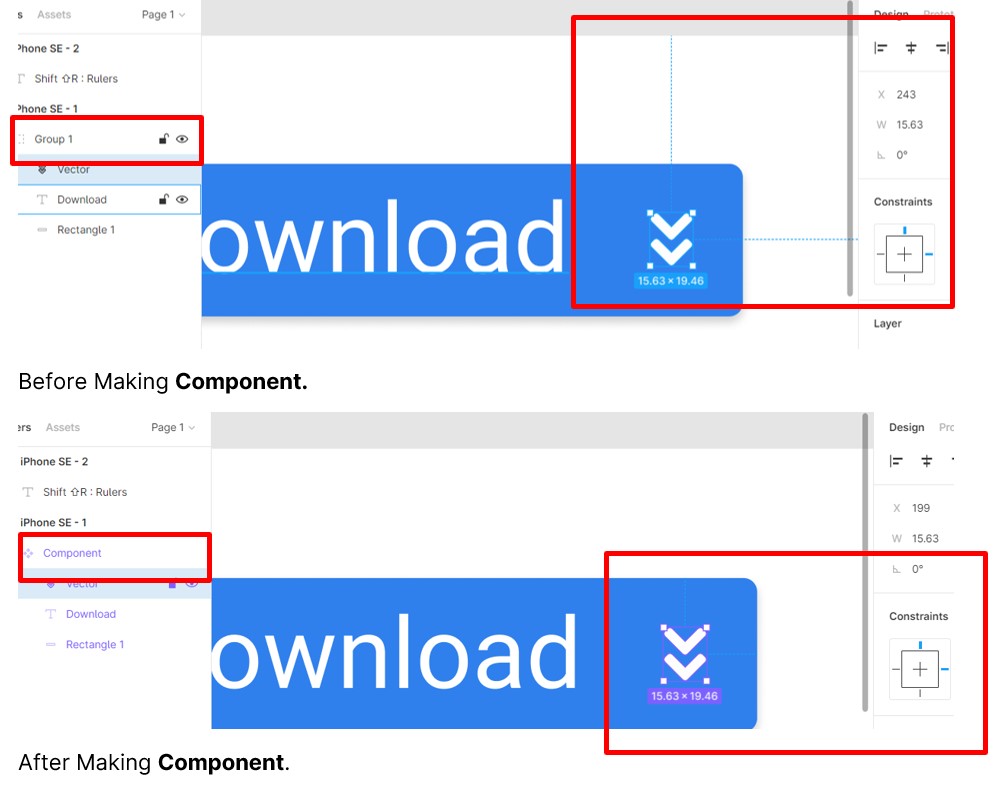 s Assets Page 1
Design Protot
Phone SE - 2
Shift ⇧R : Rulers
Phone SE - 1
X 243
Group 1
W 15.63
0°
Vector
Download
Constraints
Rectangle 1
ownload
15.63 × 19.46
Layer
Before Making Component.
ers Assets Page 1
Design Pro
iPhone SE - 2
Shift ⇧R : Rulers
X 199
iPhone SE - 1
W 15.63
Component
0°
Vector
Download
Constraints
Rectangle 1
ownload
15.63 × 19.46
After Making Component.